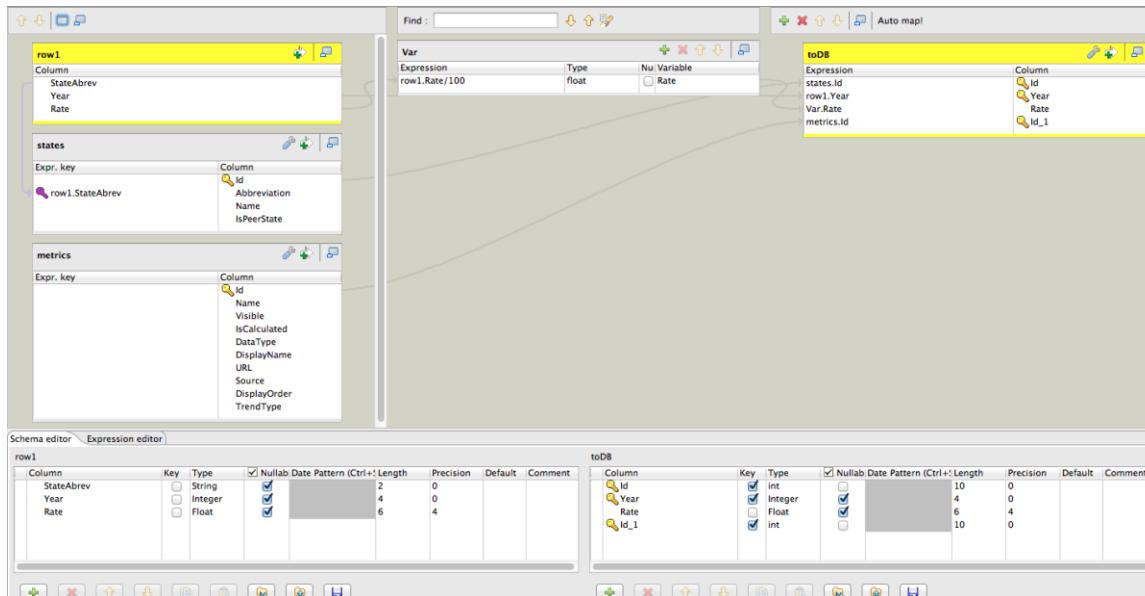 Find :
Auto map!
row1
Column
StateAbrev
Year
Rate
states
Expr. key Column
Id
row1.StateAbrev Abbreviation
Name
IsPeerState
metrics
Expr. key Column
Id
Name
Visible
IsCalculated
DataType
DisplayName
URL
Source
DisplayOrder
TrendType
Var
Expression Type Nu Variable
row1.Rate/100 float Rate
toDB
Expression Column
states.Id Id
row1.Year Year
Var.Rate Rate
metrics.Id Id_1
Schema editor Expression editor
row1
Column Key Type Nullab Date Pattern (Ctrl+ Length Precision Default Comment
StateAbrev String 2 0
Year Integer 4 0
Rate Float 6 4
toDB
Column Key Type Nullab Date Pattern (Ctrl+ Length Precision Default Comment
Id int 10 0
Year Integer 4 0
Rate Float 6 4
Id_1 int 10 0